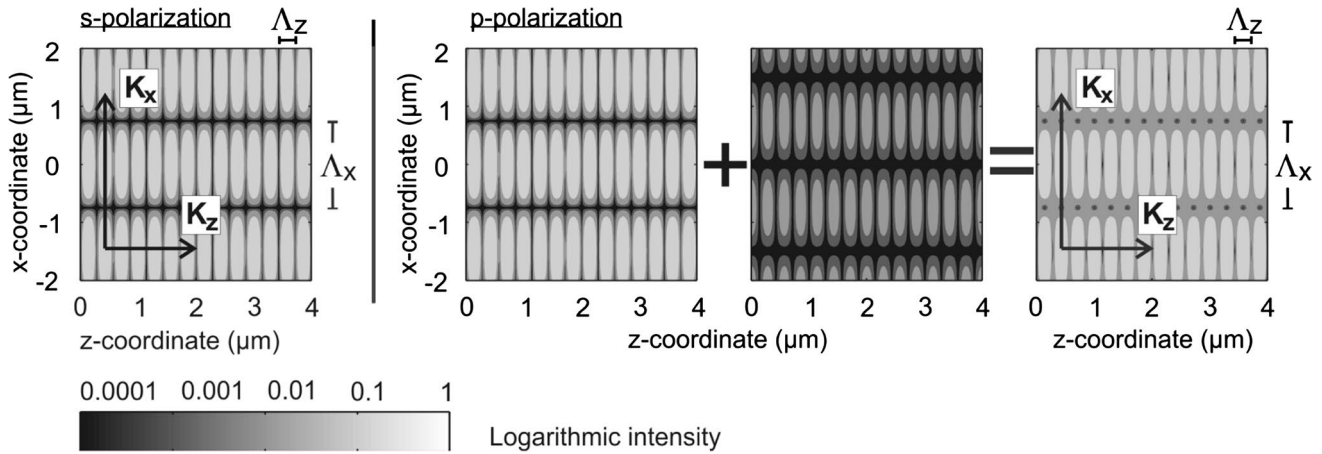 s-polarization
Λz
p-polarization
Λz
x-coordinate (µm)
2
1
0
-1
-2
Kx
Kz
Λx
0 1 2 3 4
z-coordinate (µm)
x-coordinate (µm)
2
1
0
-1
-2
+
=
Kx
Kz
Λx
0 1 2 3 4
0 1 2 3 4
0 1 2 3 4
z-coordinate (µm)
z-coordinate (µm)
0.0001 0.001 0.01 0.1 1
Logarithmic intensity